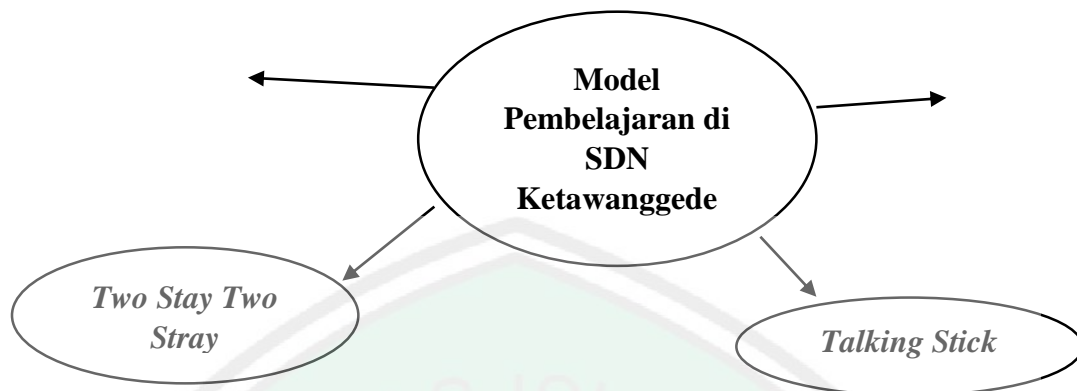 Model
Pembelajaran di
SDN
Ketawanggede
Two Stay Two
Stray
Talking Stick